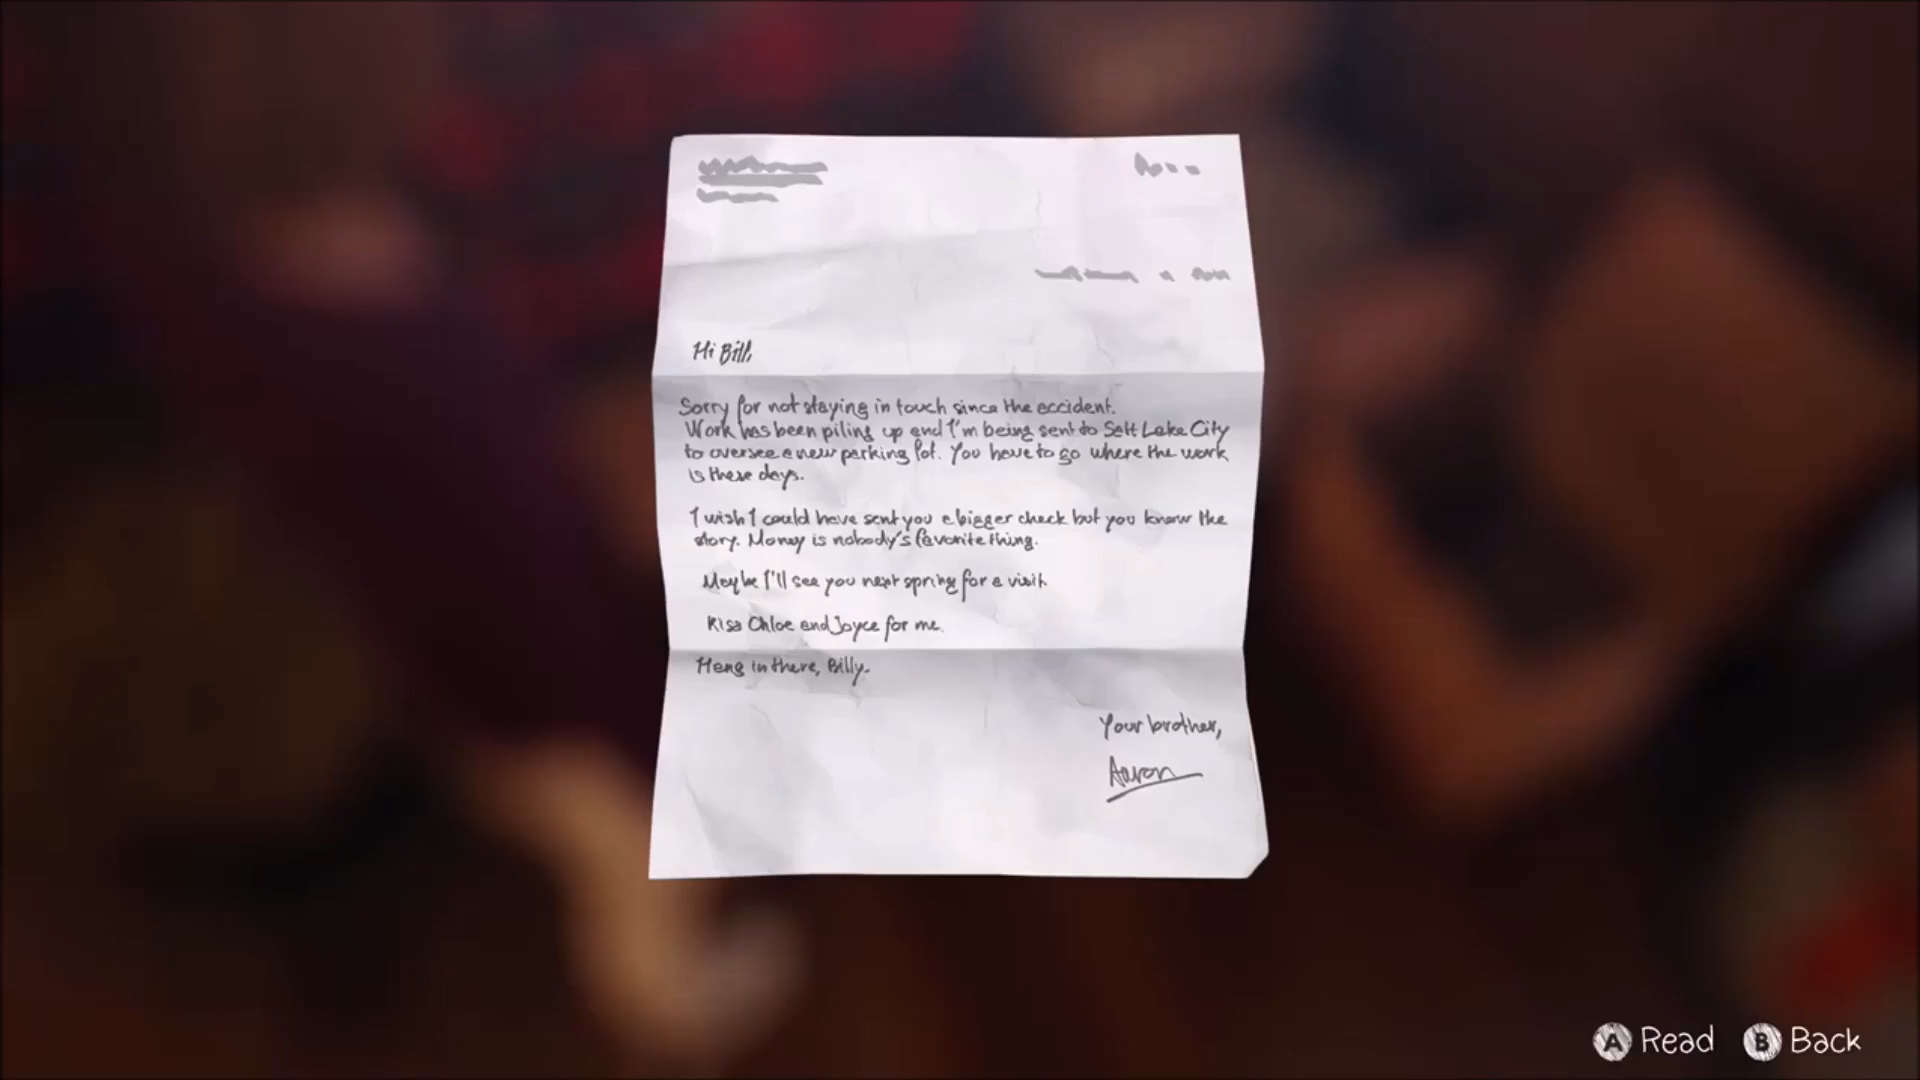 Hi Bill,
Sorry for not staying in touch since the accident.
Work has been piling up and I'm being sent to Salt Lake City
to oversee a new parking lot. You have to go where the work
is these days.
I wish I could have sent you a bigger check but you know the
story. Money is nobody's favorite thing.
Maybe I'll see you next spring for a visit.
Kiss Chloe and Joyce for me.
Hang in there, Billy.
Your brother,
Aaron
A Read B Back